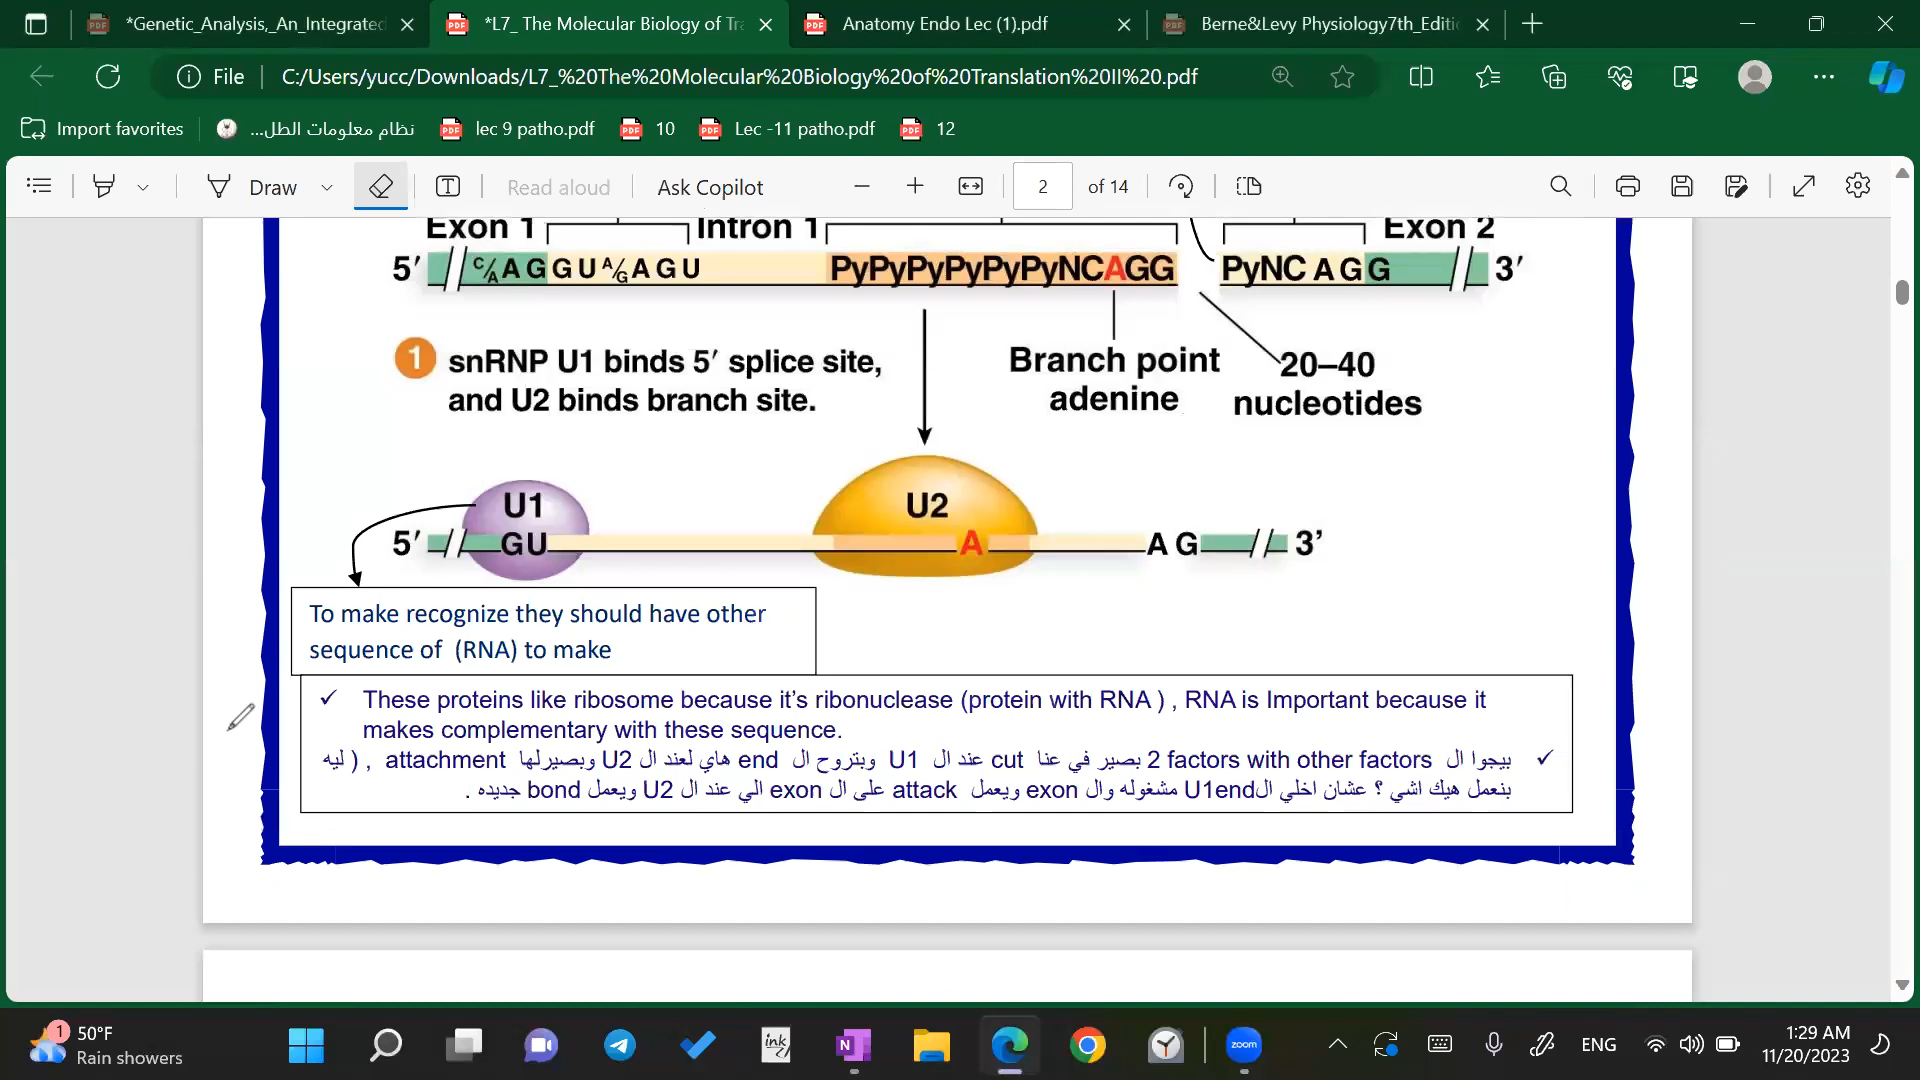 *Genetic_Analysis,_An_Integrated
*L7_ The Molecular Biology of Tra
Anatomy Endo Lec (1).pdf
Berne&Levy Physiology7th_Editi
File
C:/Users/yucc/Downloads/L7_%20The%20Molecular%20Biology%20of%20Translation%20II%20.pdf
Import favorites
نظام معلومات الطل...
lec 9 patho.pdf
10
Lec -11 patho.pdf
12
Draw
Read aloud
Ask Copilot
2
of 14
Exon 1
Intron 1
Exon 2
5′ C/A A G G U A/G A G U PyPyPyPyPyPyNCAGG PyNC A G G 3′
1 snRNP U1 binds 5′ splice site,
and U2 binds branch site.
Branch point
adenine
20–40
nucleotides
U1
U2
5′ GU A A G 3’
To make recognize they should have other
sequence of (RNA) to make
✓ These proteins like ribosome because it’s ribonuclease (protein with RNA ) , RNA is Important because it
makes complementary with these sequence.
✓ بيجوا ال 2 factors with other factors بصير في عنا cut عند ال U1 وبتروح ال end هاي لعند ال U2 وبصيرلها attachment , ( ليه
بنعمل هيك اشي ؟ عشان اخلي الU1end مشغوله وال exon ويعمل attack على ال exon الي عند ال U2 ويعمل bond جديده .
1
50°F
Rain showers
ink
N
zoom
ENG
1:29 AM
11/20/2023